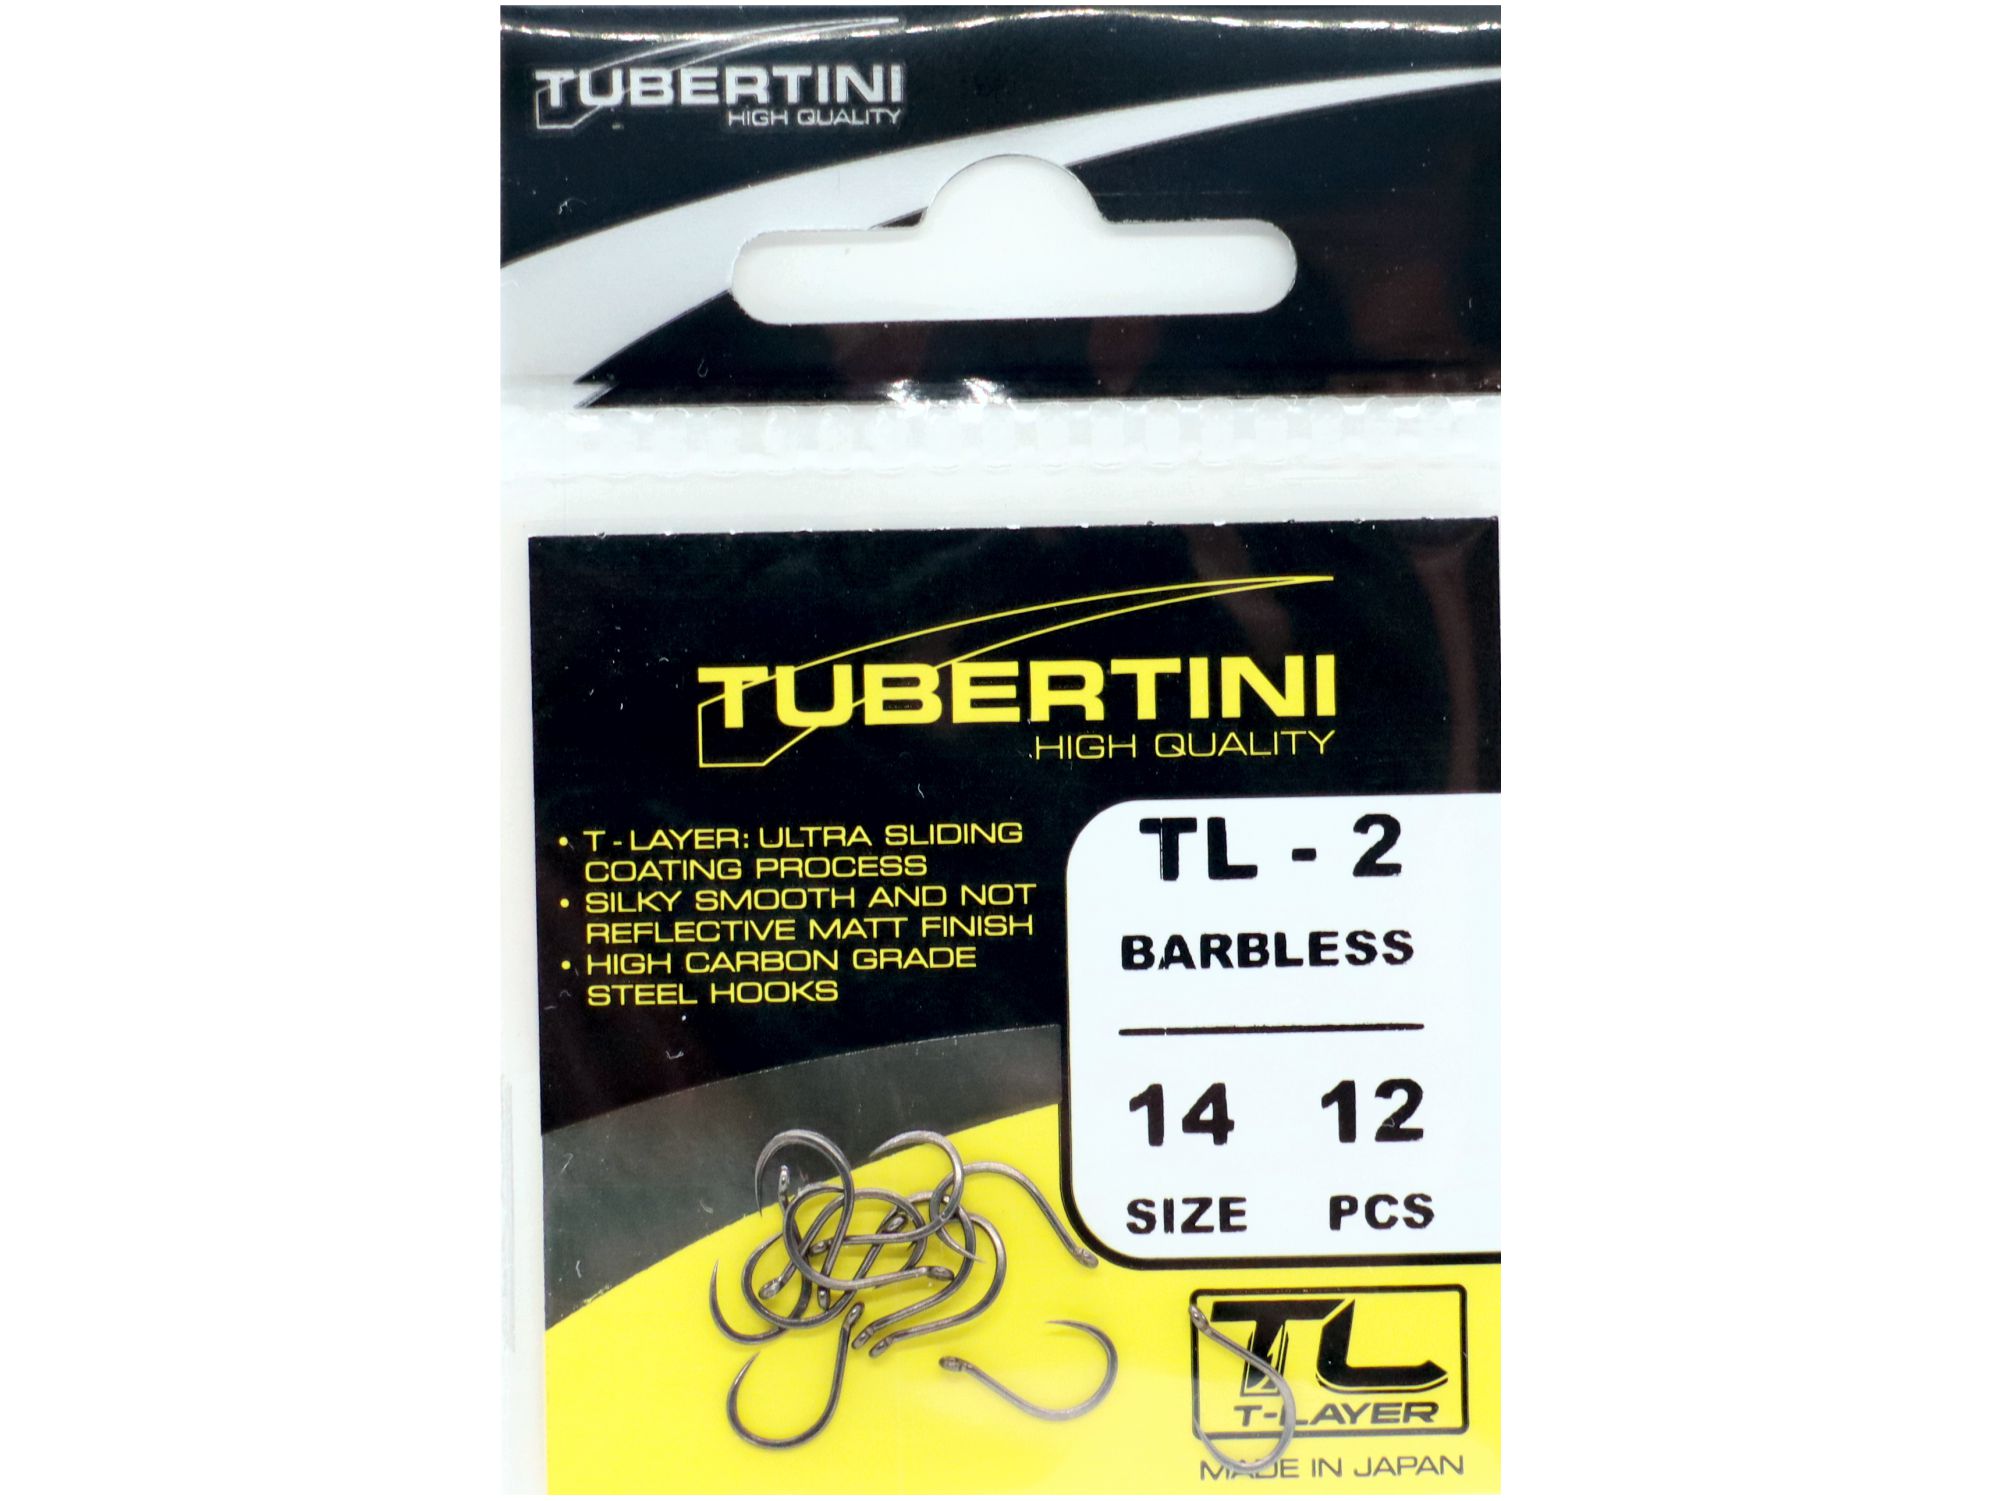 TUBERTINI
HIGH QUALITY
TUBERTINI
HIGH QUALITY
• T-LAYER: ULTRA SLIDING
COATING PROCESS
• SILKY SMOOTH AND NOT
REFLECTIVE MATT FINISH
• HIGH CARBON GRADE
STEEL HOOKS
TL - 2
BARBLESS
14 12
SIZE PCS
TL
T-LAYER
MADE IN JAPAN